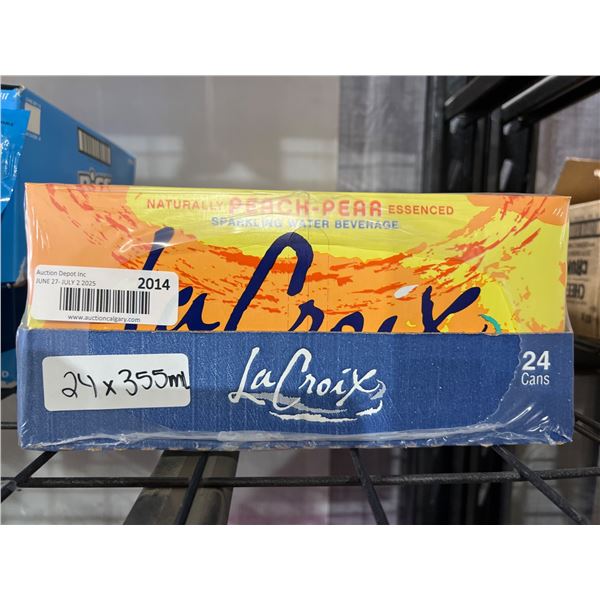 NATURALLY PEACH-PEAR ESSENCED
SPARKLING WATER BEVERAGE
Auction Depot Inc
JUNE 27- JULY 2 2025
2014
www.auctioncalgary.com
LaCroix
24 x 355ml
LaCroix
24
Cans